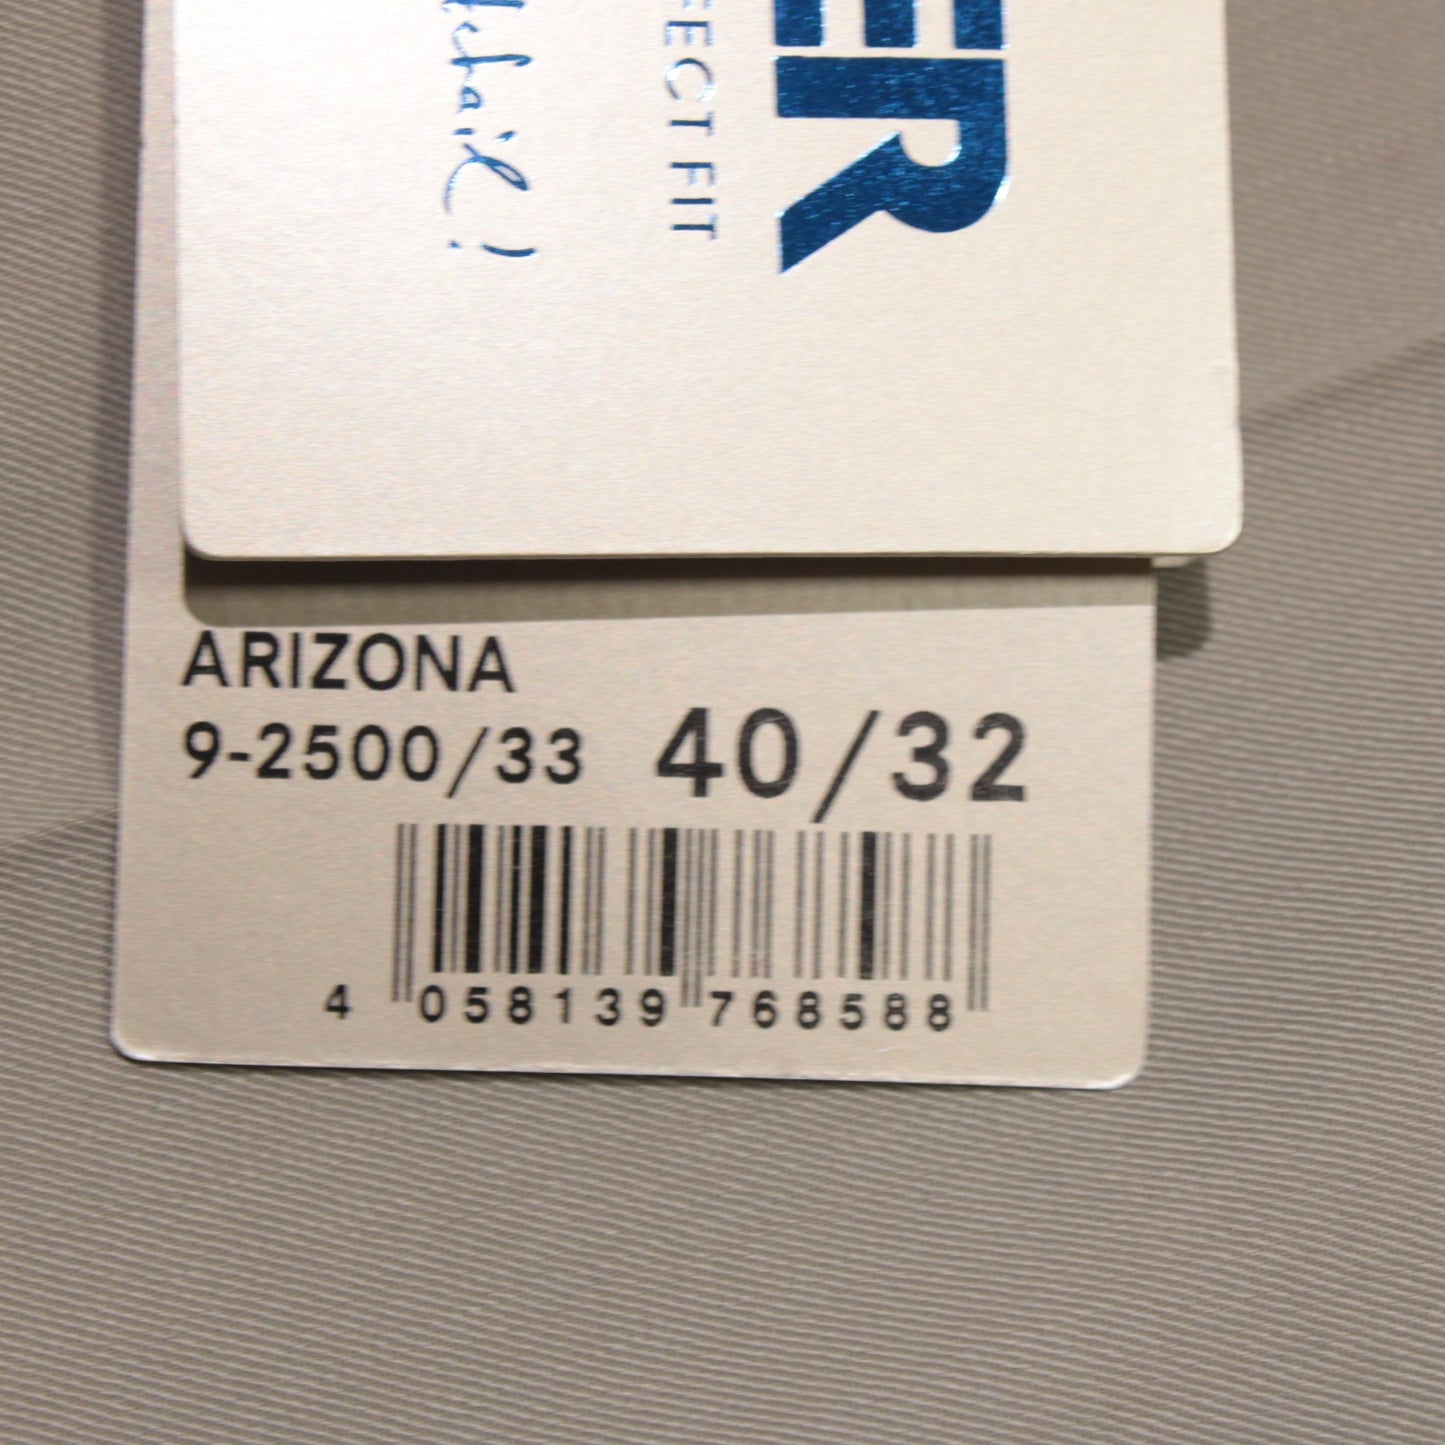 ER
ECT FIT
ARIZONA
9-2500/33
40/32
4 058139 768588